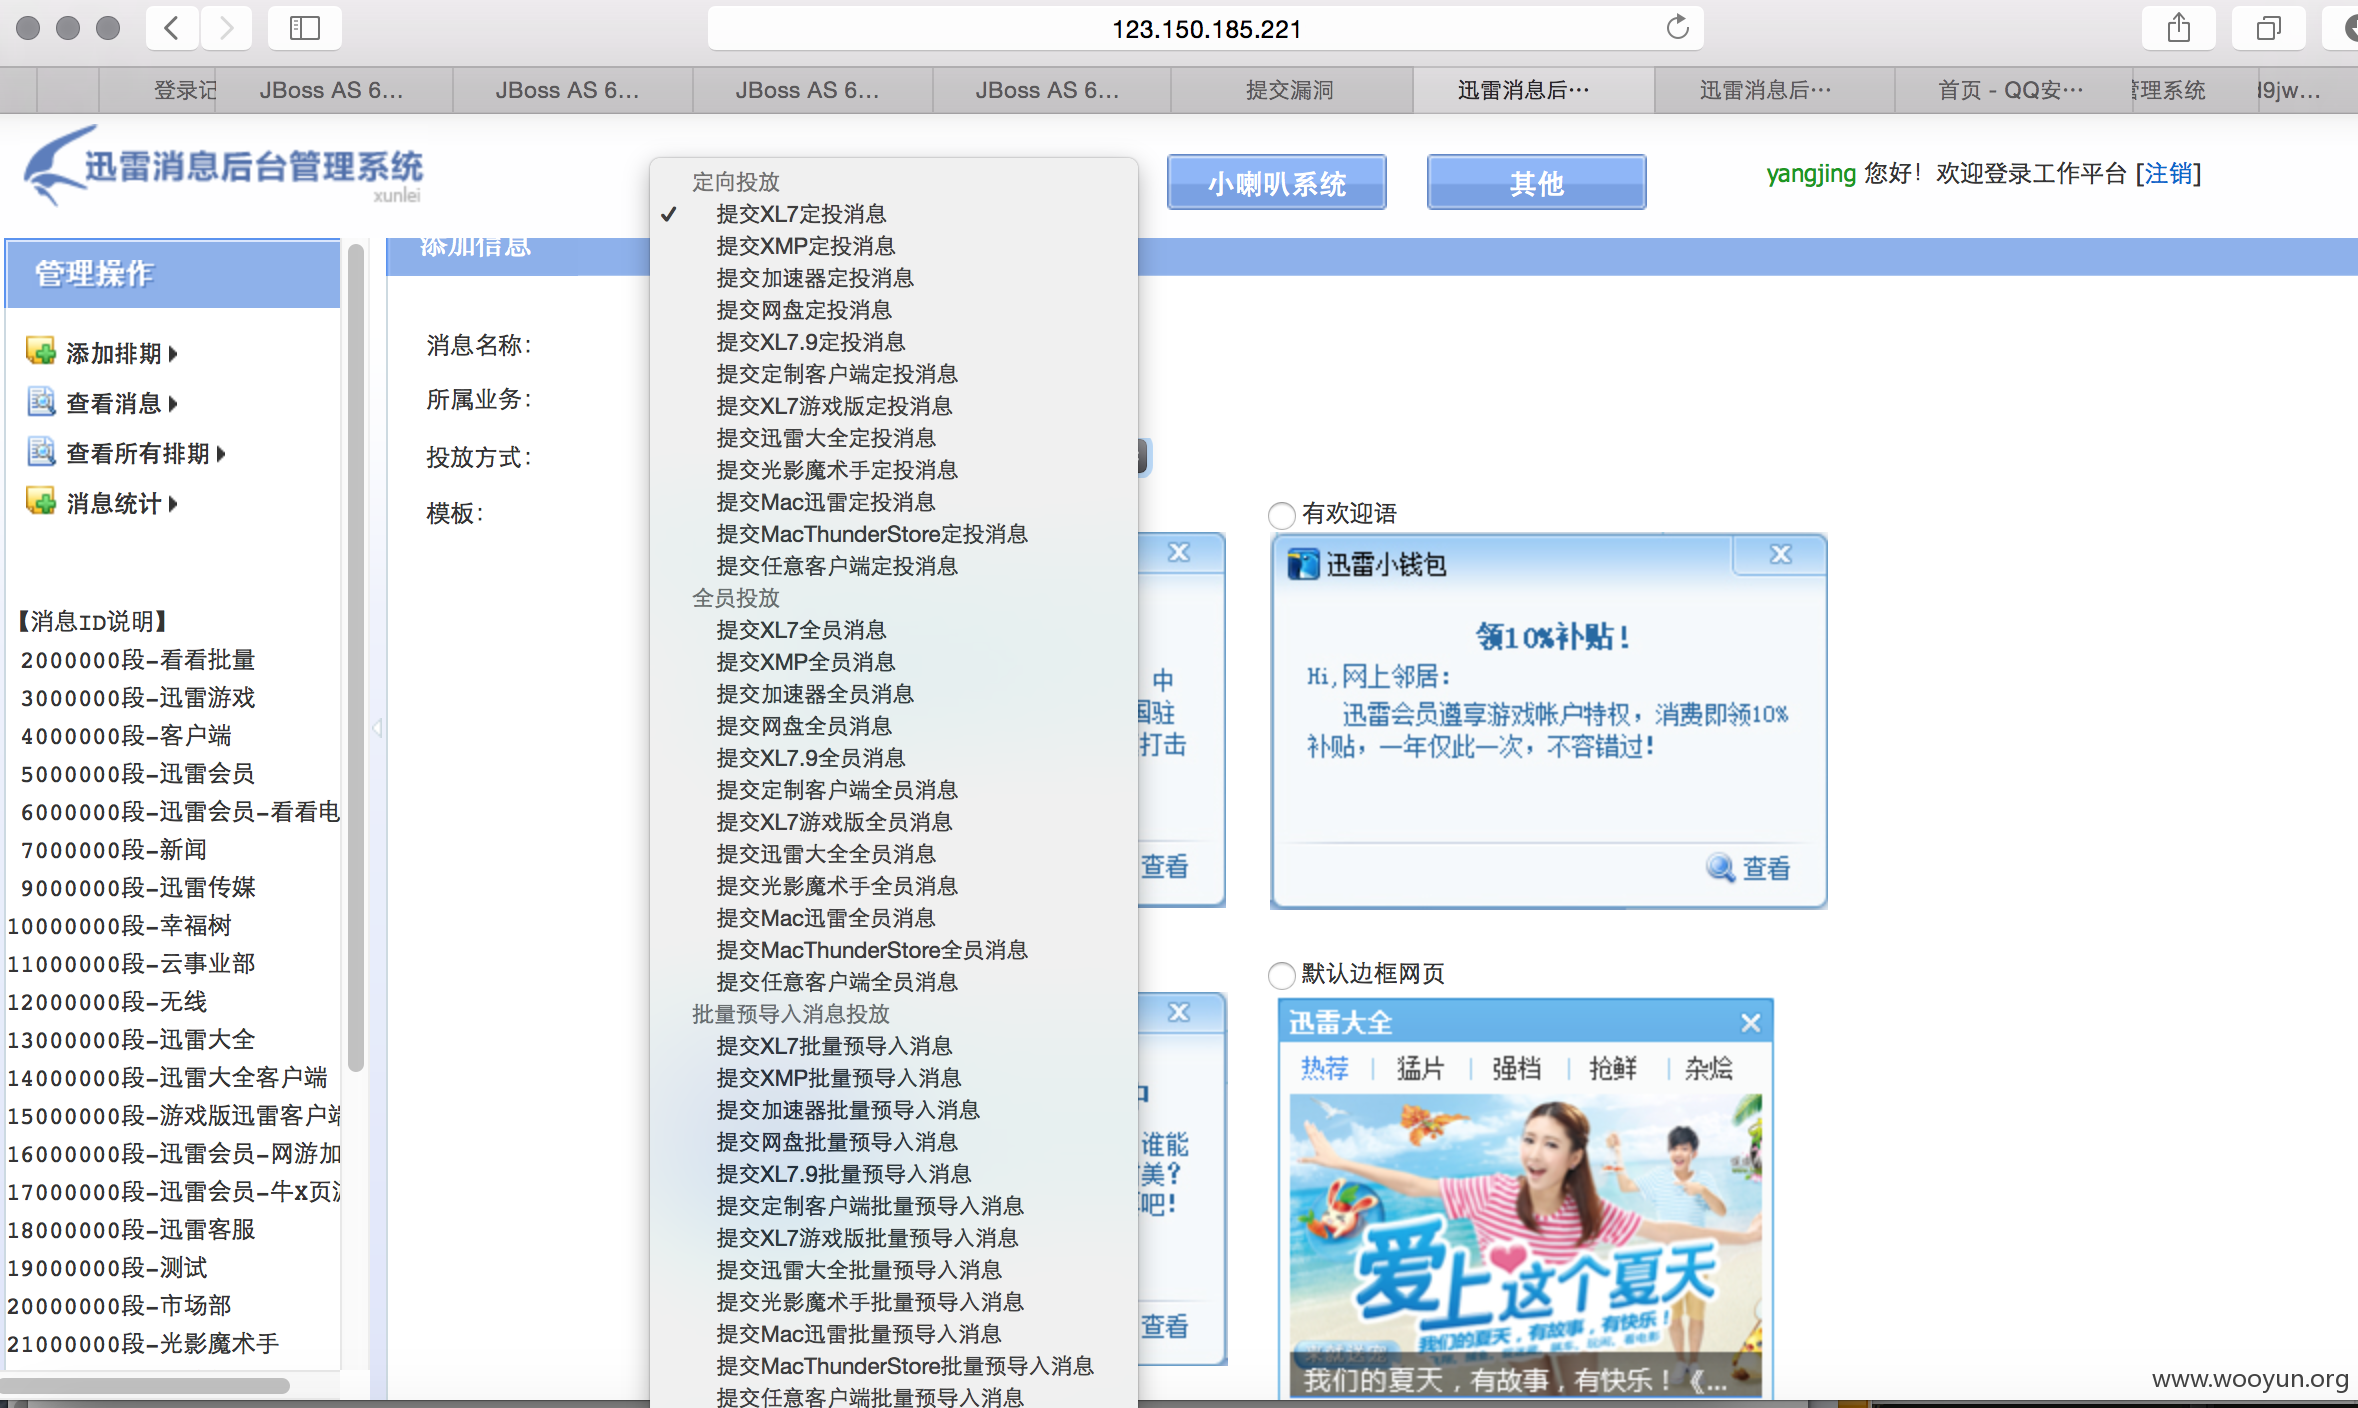 123.150.185.221
登录记
JBoss AS 6...
JBoss AS 6...
JBoss AS 6...
JBoss AS 6...
提交漏洞
迅雷消息后...
迅雷消息后...
首页 - QQ安...
管理系统
d9jw...
迅雷消息后台管理系统
xunlei
小喇叭系统
其他
yangjing 您好！欢迎登录工作平台 [注销]
管理操作
添加排期
查看消息
查看所有排期
消息统计
【消息ID说明】
2000000段-看看批量
3000000段-迅雷游戏
4000000段-客户端
5000000段-迅雷会员
6000000段-迅雷会员-看看电
7000000段-新闻
9000000段-迅雷传媒
10000000段-幸福树
11000000段-云事业部
12000000段-无线
13000000段-迅雷大全
14000000段-迅雷大全客户端
15000000段-游戏版迅雷客户端
16000000段-迅雷会员-网游加
17000000段-迅雷会员-牛X页游
18000000段-迅雷客服
19000000段-测试
20000000段-市场部
21000000段-光影魔术手
添加信息
消息名称：
所属业务：
投放方式：
模板：
定向投放
✓ 提交XL7定投消息
提交XMP定投消息
提交加速器定投消息
提交网盘定投消息
提交XL7.9定投消息
提交定制客户端定投消息
提交XL7游戏版定投消息
提交迅雷大全定投消息
提交光影魔术手定投消息
提交Mac迅雷定投消息
提交MacThunderStore定投消息
提交任意客户端定投消息
全员投放
提交XL7全员消息
提交XMP全员消息
提交加速器全员消息
提交网盘全员消息
提交XL7.9全员消息
提交定制客户端全员消息
提交XL7游戏版全员消息
提交迅雷大全全员消息
提交光影魔术手全员消息
提交Mac迅雷全员消息
提交MacThunderStore全员消息
提交任意客户端全员消息
批量预导入消息投放
提交XL7批量预导入消息
提交XMP批量预导入消息
提交加速器批量预导入消息
提交网盘批量预导入消息
提交XL7.9批量预导入消息
提交定制客户端批量预导入消息
提交XL7游戏版批量预导入消息
提交迅雷大全批量预导入消息
提交光影魔术手批量预导入消息
提交Mac迅雷批量预导入消息
提交MacThunderStore批量预导入消息
提交任意客户端批量预导入消息
中
国驻
打击
查看
谁能
美？
吧！
查看
有欢迎语
迅雷小钱包
领10%补贴！
Hi,网上邻居：
迅雷会员遵享游戏帐户特权，消费即领10%
补贴，一年仅此一次，不容错过！
查看
默认边框网页
迅雷大全
热荐 | 猛片 | 强档 | 抢鲜 | 杂烩
爱上这个夏天
我们的夏天，有故事，有快乐！
我们的夏天，有故事，有快乐！《...
www.wooyun.org